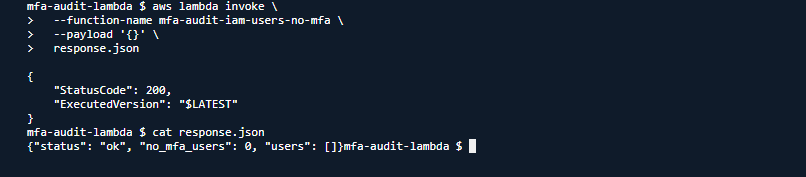 mfa-audit-lambda $ aws lambda invoke \
>   --function-name mfa-audit-iam-users-no-mfa \
>   --payload '{}' \
>   response.json
{
    "StatusCode": 200,
    "ExecutedVersion": "$LATEST"
}
mfa-audit-lambda $ cat response.json
{"status": "ok", "no_mfa_users": 0, "users": []}mfa-audit-lambda $